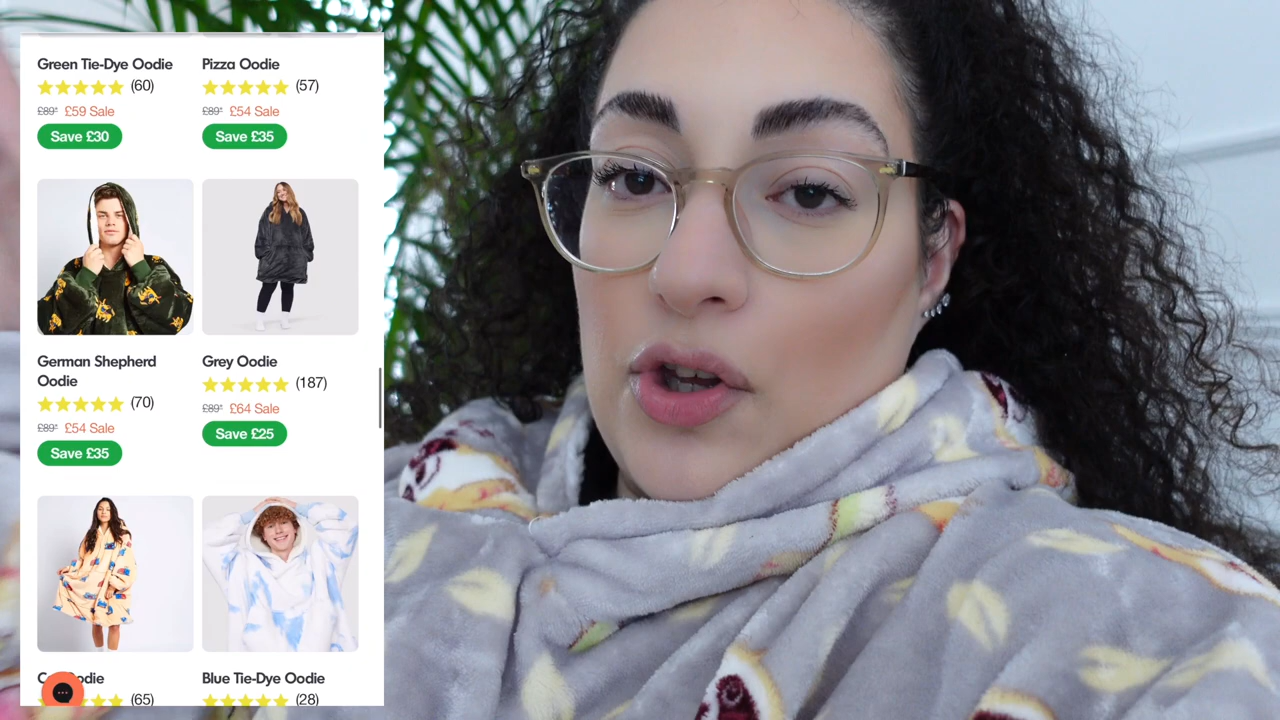 Green Tie-Dye Oodie
(60)
£89* £59 Sale
Save £30
Pizza Oodie
(57)
£89* £54 Sale
Save £35
German Shepherd
Oodie
(70)
£89* £54 Sale
Save £35
Grey Oodie
(187)
£89* £64 Sale
Save £25
Oodie
(65)
Blue Tie-Dye Oodie
(28)